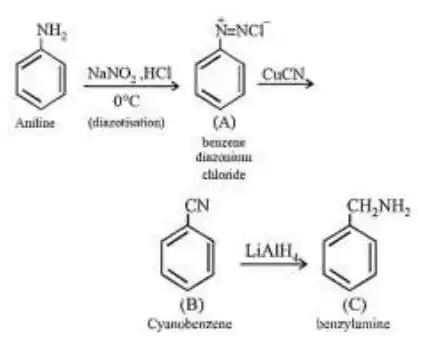 NH2
N=NCl−
+
NaNO2 ,HCl
CuCN
0°C
Aniline
(diazotisation)
(A)
benzene
diazonium
chloride
CN
CH2NH2
LiAlH4
(B)
(C)
Cyanobenzene
benzylamine